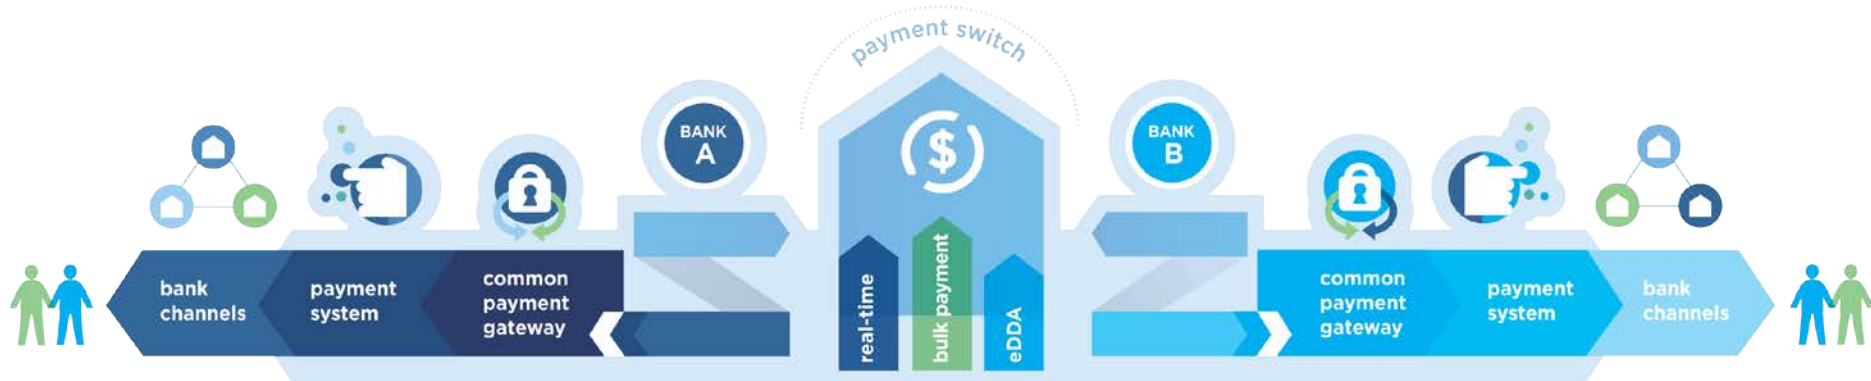 payment switch
BANK
A
BANK
B
$
bank
channels
payment
system
common
payment
gateway
real-time
bulk payment
eDDA
common
payment
gateway
payment
system
bank
channels